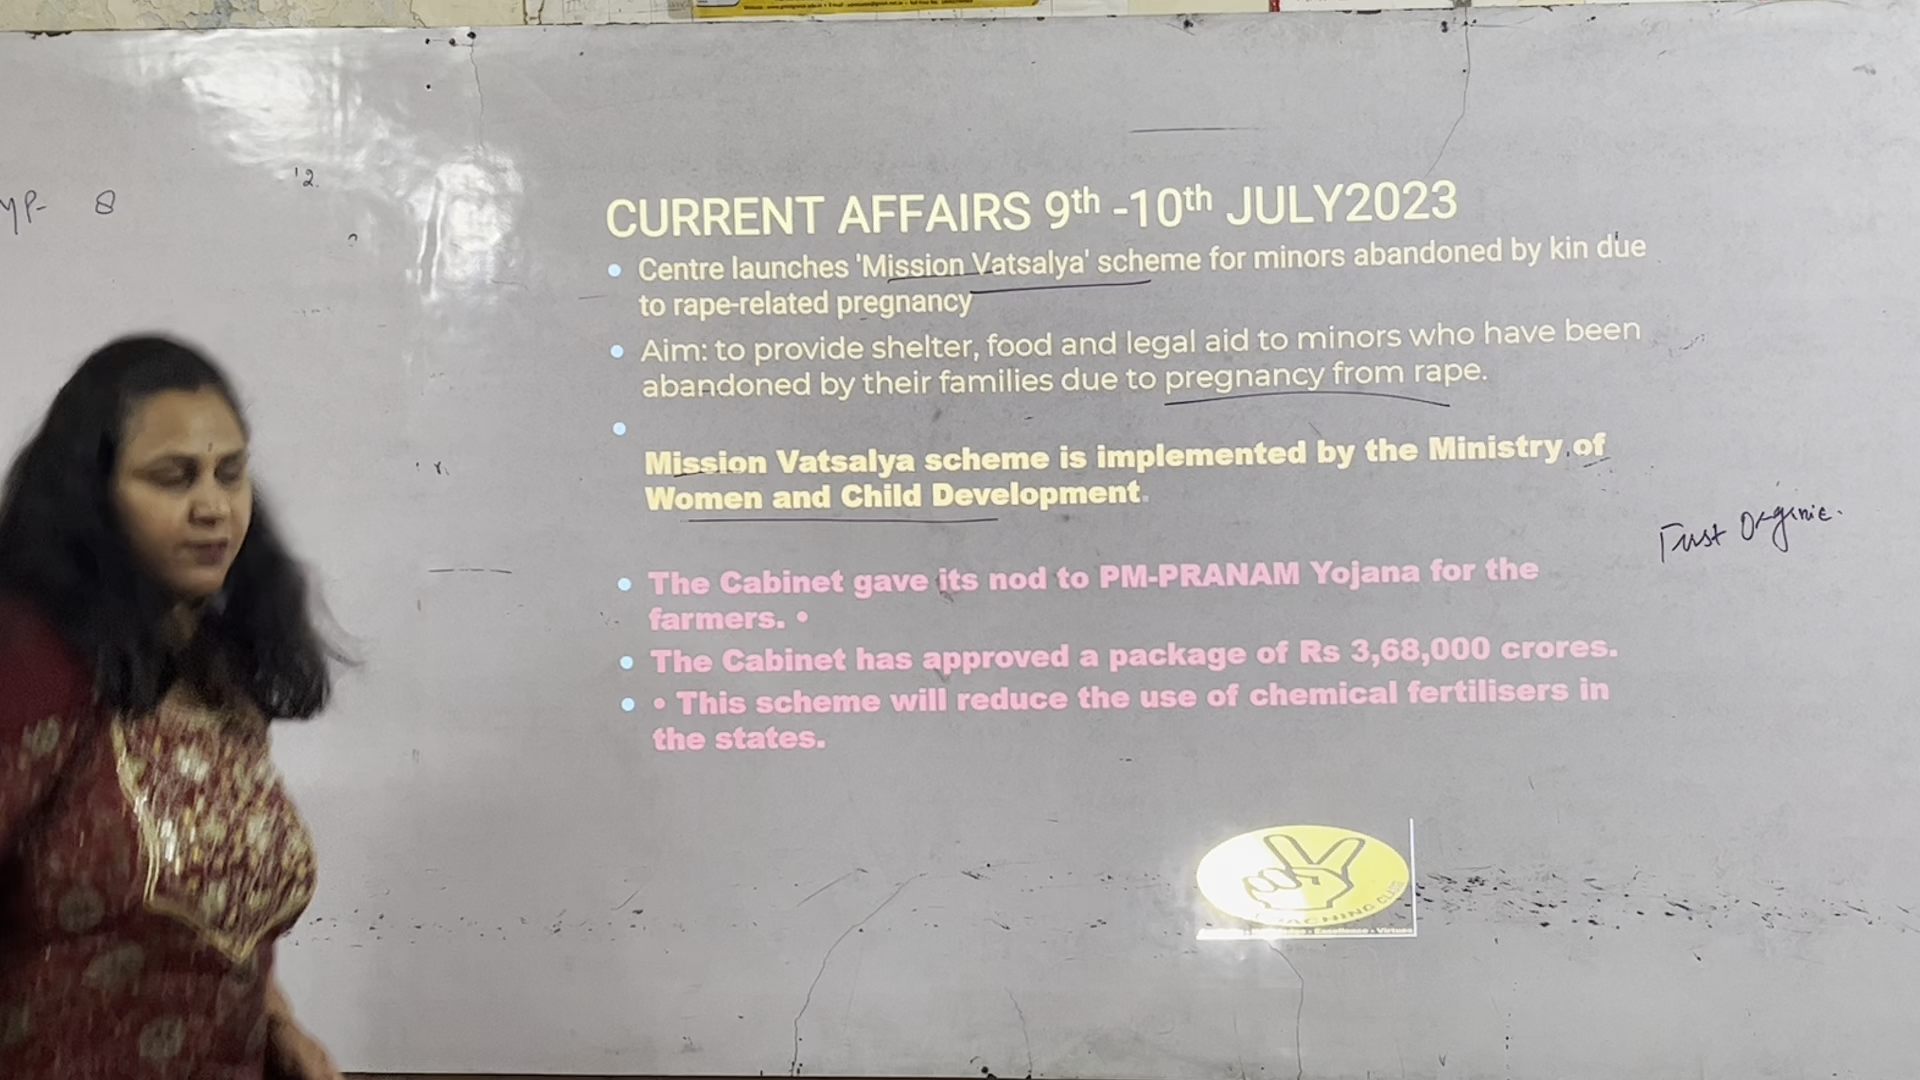 CURRENT AFFAIRS 9th -10th JULY2023
• Centre launches 'Mission Vatsalya' scheme for minors abandoned by kin due
to rape-related pregnancy
• Aim: to provide shelter, food and legal aid to minors who have been
abandoned by their families due to pregnancy from rape.
•
Mission Vatsalya scheme is implemented by the Ministry of
Women and Child Development.
• The Cabinet gave its nod to PM-PRANAM Yojana for the
farmers. •
• The Cabinet has approved a package of Rs 3,68,000 crores.
• • This scheme will reduce the use of chemical fertilisers in
the states.
8
12.
Organic.
COACHING
Excellence • Virtues